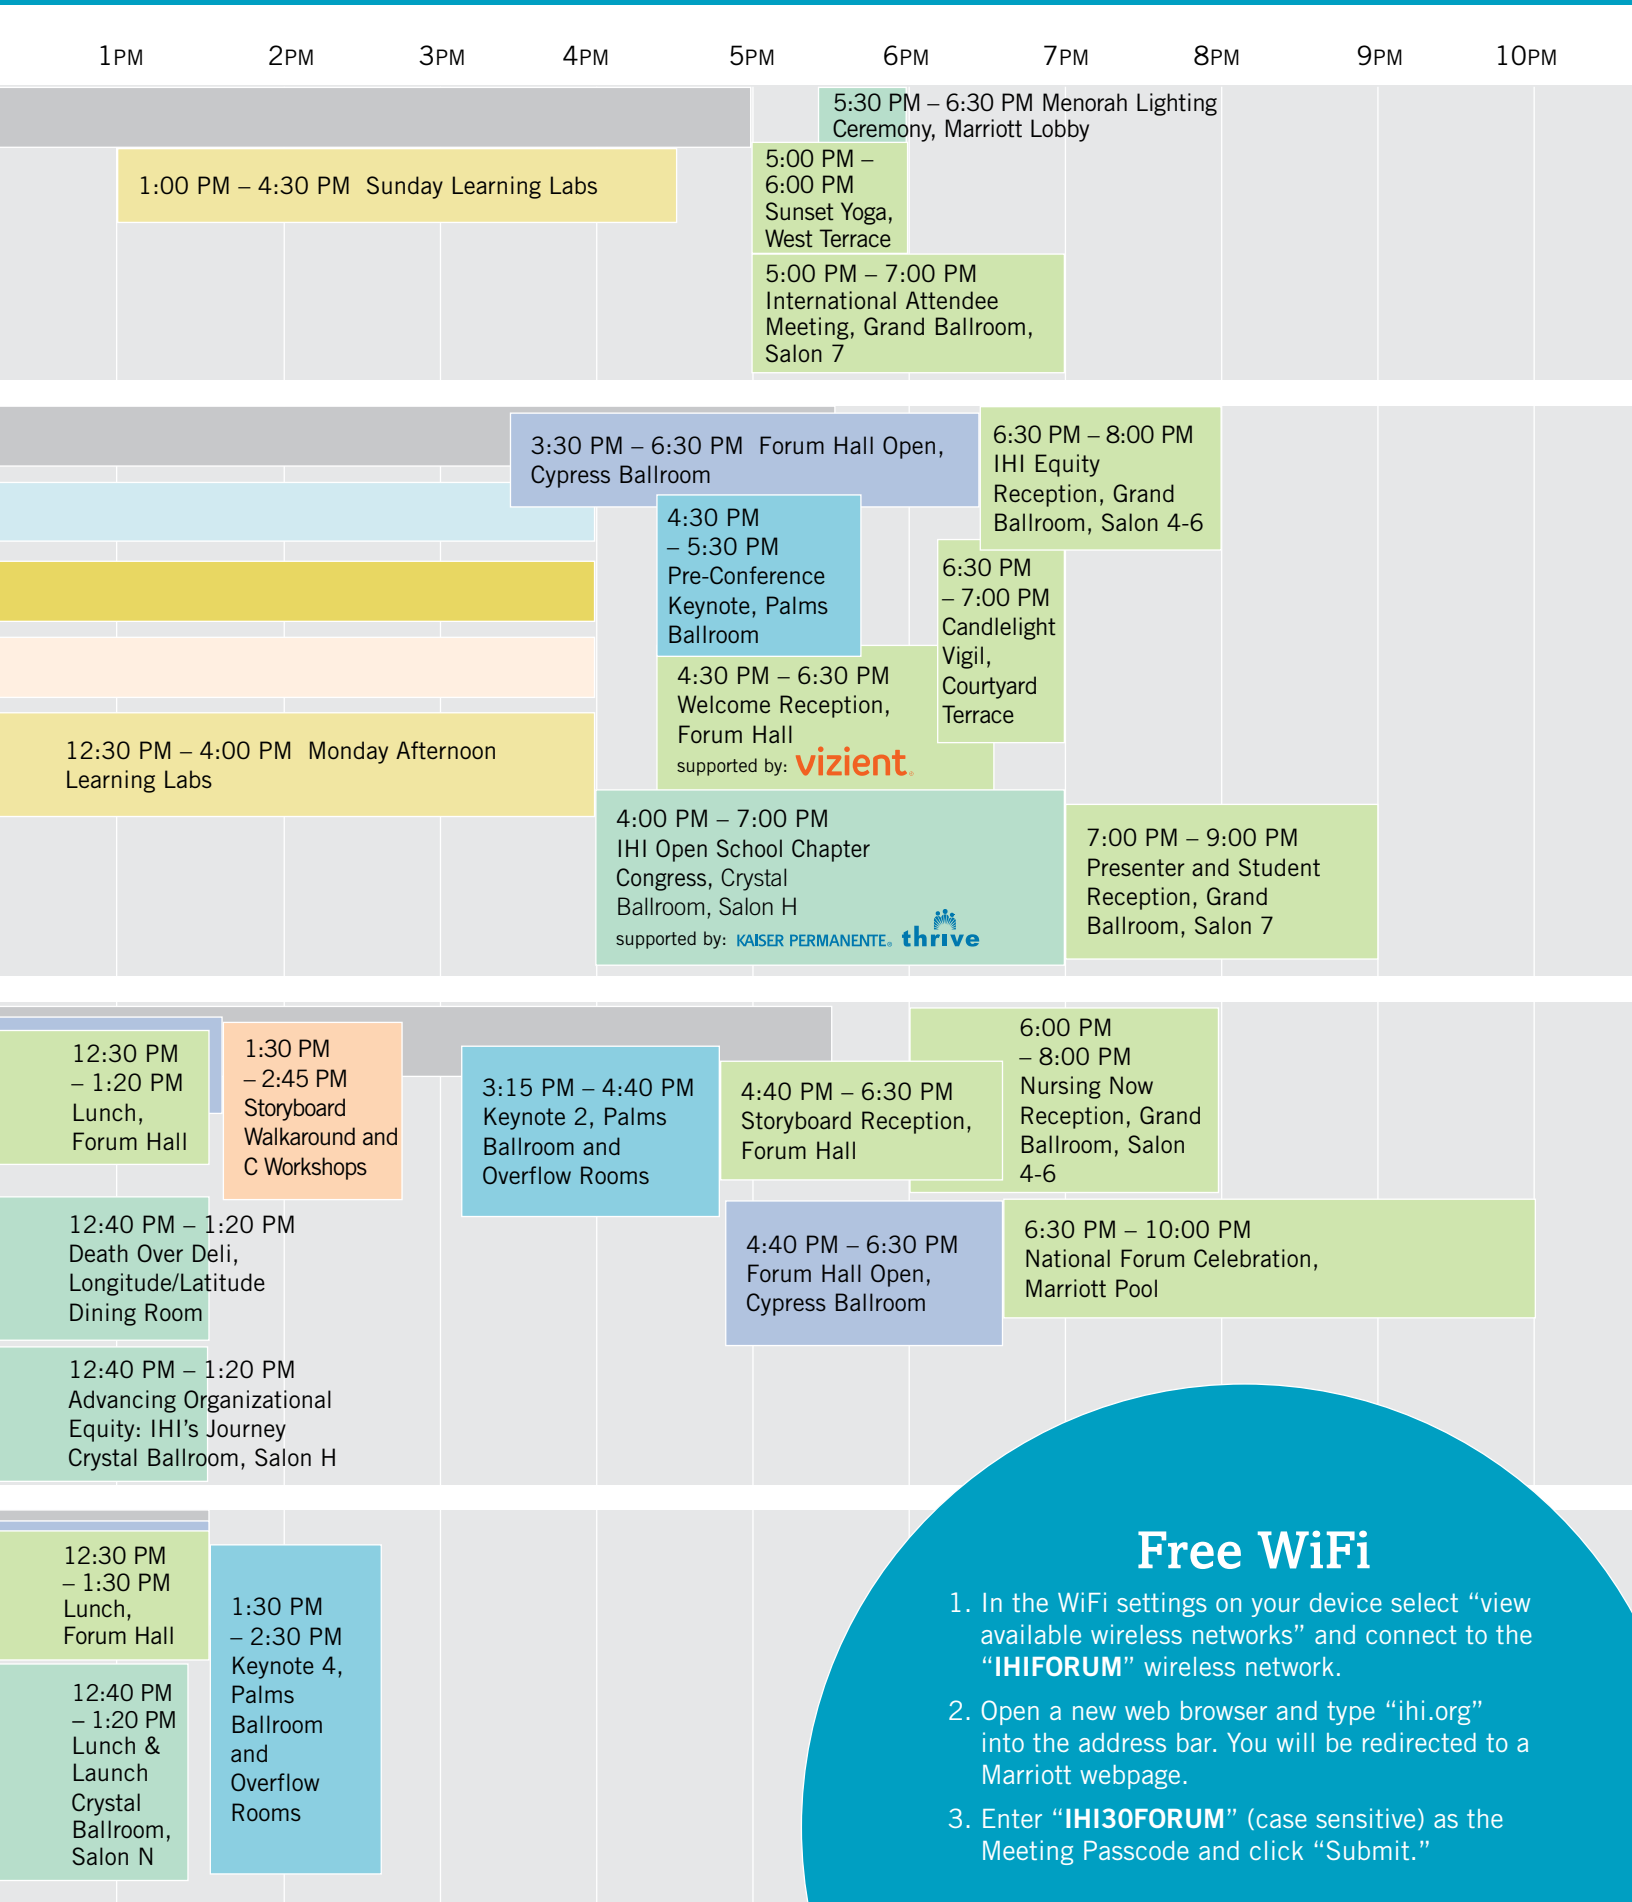 1PM 2PM 3PM 4PM 5PM 6PM 7PM 8PM 9PM 10PM
5:30 PM – 6:30 PM Menorah Lighting
Ceremony, Marriott Lobby
1:00 PM – 4:30 PM  Sunday Learning Labs
5:00 PM –
6:00 PM
Sunset Yoga,
West Terrace
5:00 PM – 7:00 PM
International Attendee
Meeting, Grand Ballroom,
Salon 7
3:30 PM – 6:30 PM  Forum Hall Open,
Cypress Ballroom
6:30 PM – 8:00 PM
IHI Equity
Reception, Grand
Ballroom, Salon 4-6
4:30 PM
– 5:30 PM
Pre-Conference
Keynote, Palms
Ballroom
6:30 PM
– 7:00 PM
Candlelight
Vigil,
Courtyard
Terrace
4:30 PM – 6:30 PM
Welcome Reception,
Forum Hall
supported by: vizient®
12:30 PM – 4:00 PM  Monday Afternoon
Learning Labs
4:00 PM – 7:00 PM
IHI Open School Chapter
Congress, Crystal
Ballroom, Salon H
supported by: KAISER PERMANENTE® thrive
7:00 PM – 9:00 PM
Presenter and Student
Reception, Grand
Ballroom, Salon 7
12:30 PM
– 1:20 PM
Lunch,
Forum Hall
1:30 PM
– 2:45 PM
Storyboard
Walkaround and
C Workshops
3:15 PM – 4:40 PM
Keynote 2, Palms
Ballroom and
Overflow Rooms
4:40 PM – 6:30 PM
Storyboard Reception,
Forum Hall
6:00 PM
– 8:00 PM
Nursing Now
Reception, Grand
Ballroom, Salon
4-6
12:40 PM – 1:20 PM
Death Over Deli,
Longitude/Latitude
Dining Room
4:40 PM – 6:30 PM
Forum Hall Open,
Cypress Ballroom
6:30 PM – 10:00 PM
National Forum Celebration,
Marriott Pool
12:40 PM – 1:20 PM
Advancing Organizational
Equity: IHI's Journey
Crystal Ballroom, Salon H
12:30 PM
– 1:30 PM
Lunch,
Forum Hall
1:30 PM
– 2:30 PM
Keynote 4,
Palms
Ballroom
and
Overflow
Rooms
12:40 PM
– 1:20 PM
Lunch &
Launch
Crystal
Ballroom,
Salon N
Free WiFi
1. In the WiFi settings on your device select “view
available wireless networks” and connect to the
“IHIFORUM” wireless network.
2. Open a new web browser and type “ihi.org”
into the address bar. You will be redirected to a
Marriott webpage.
3. Enter “IHI30FORUM” (case sensitive) as the
Meeting Passcode and click “Submit.”